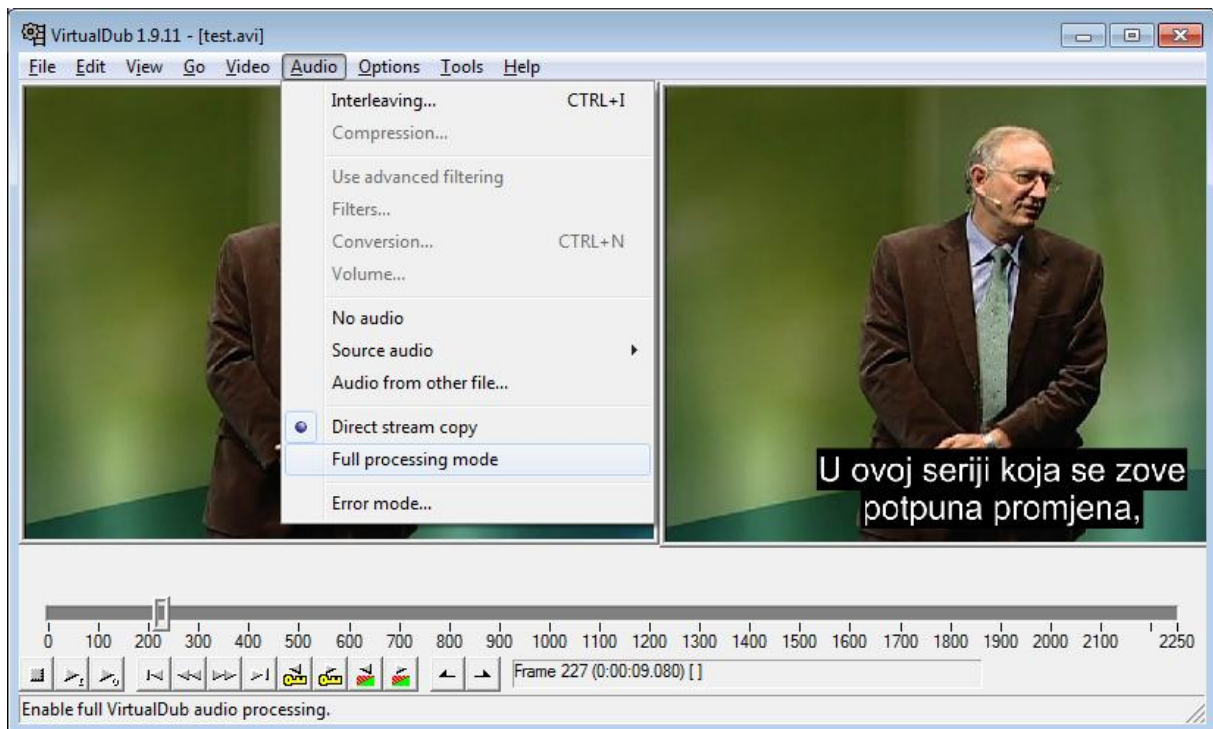 VirtualDub 1.9.11 - [test.avi]
File Edit View Go Video Audio Options Tools Help
Interleaving... CTRL+I
Compression...
Use advanced filtering
Filters...
Conversion... CTRL+N
Volume...
No audio
Source audio
Audio from other file...
Direct stream copy
Full processing mode
Error mode...
U ovoj seriji koja se zove
potpuna promjena,
0 100 200 300 400 500 600 700 800 900 1000 1100 1200 1300 1400 1500 1600 1700 1800 1900 2000 2100 2250
Frame 227 (0:00:09.080) [ ]
Enable full VirtualDub audio processing.